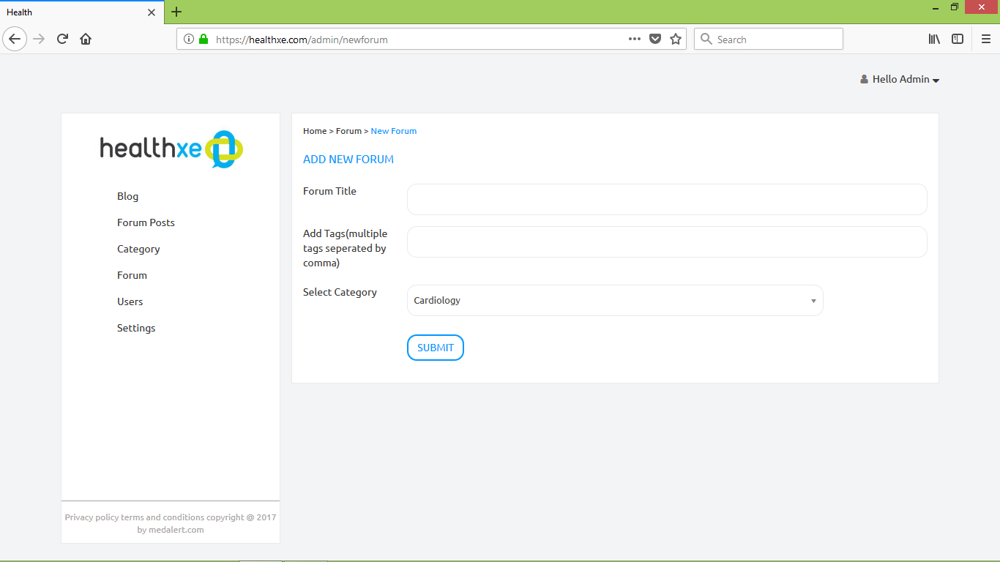 Health
https://healthxe.com/admin/newforum
Search
Hello Admin
healthxe
Blog
Forum Posts
Category
Forum
Users
Settings
Privacy policy terms and conditions copyright @ 2017
by medalert.com
Home > Forum > New Forum
ADD NEW FORUM
Forum Title
Add Tags(multiple
tags seperated by
comma)
Select Category
Cardiology
SUBMIT